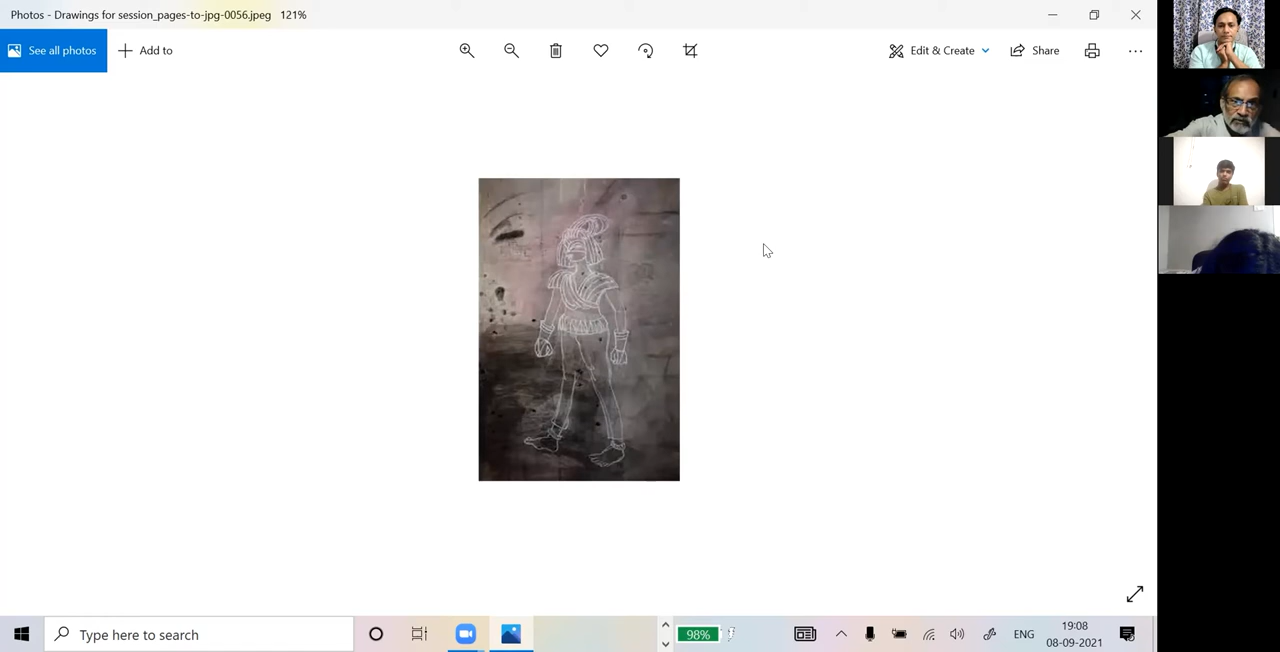 Photos - Drawings for session_pages-to-jpg-0056.jpeg 121%
See all photos
Add to
Edit & Create
Share
Type here to search
98%
ENG
19:08
08-09-2021